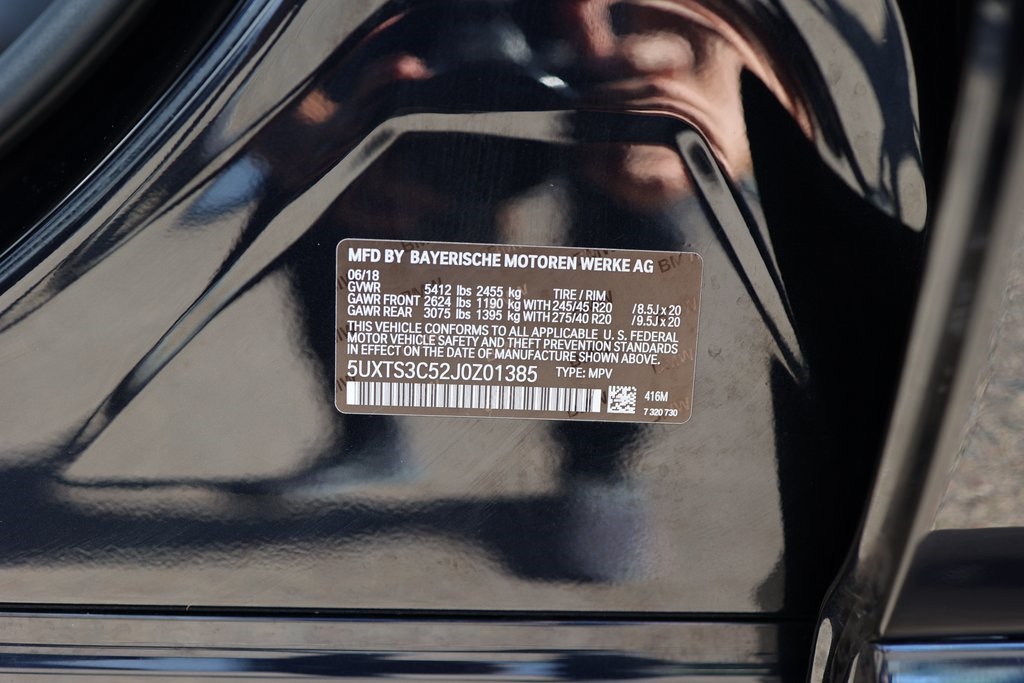 MFD BY BAYERISCHE MOTOREN WERKE AG
06/18
GVWR 5412 lbs 2455 kg TIRE / RIM
GAWR FRONT 2624 lbs 1190 kg WITH 245/45 R20 /8.5J x 20
GAWR REAR 3075 lbs 1395 kg WITH 275/40 R20 /9.5J x 20
THIS VEHICLE CONFORMS TO ALL APPLICABLE U. S. FEDERAL
MOTOR VEHICLE SAFETY AND THEFT PREVENTION STANDARDS
IN EFFECT ON THE DATE OF MANUFACTURE SHOWN ABOVE.
5UXTS3C52J0Z01385 TYPE: MPV
416M
7 320 730